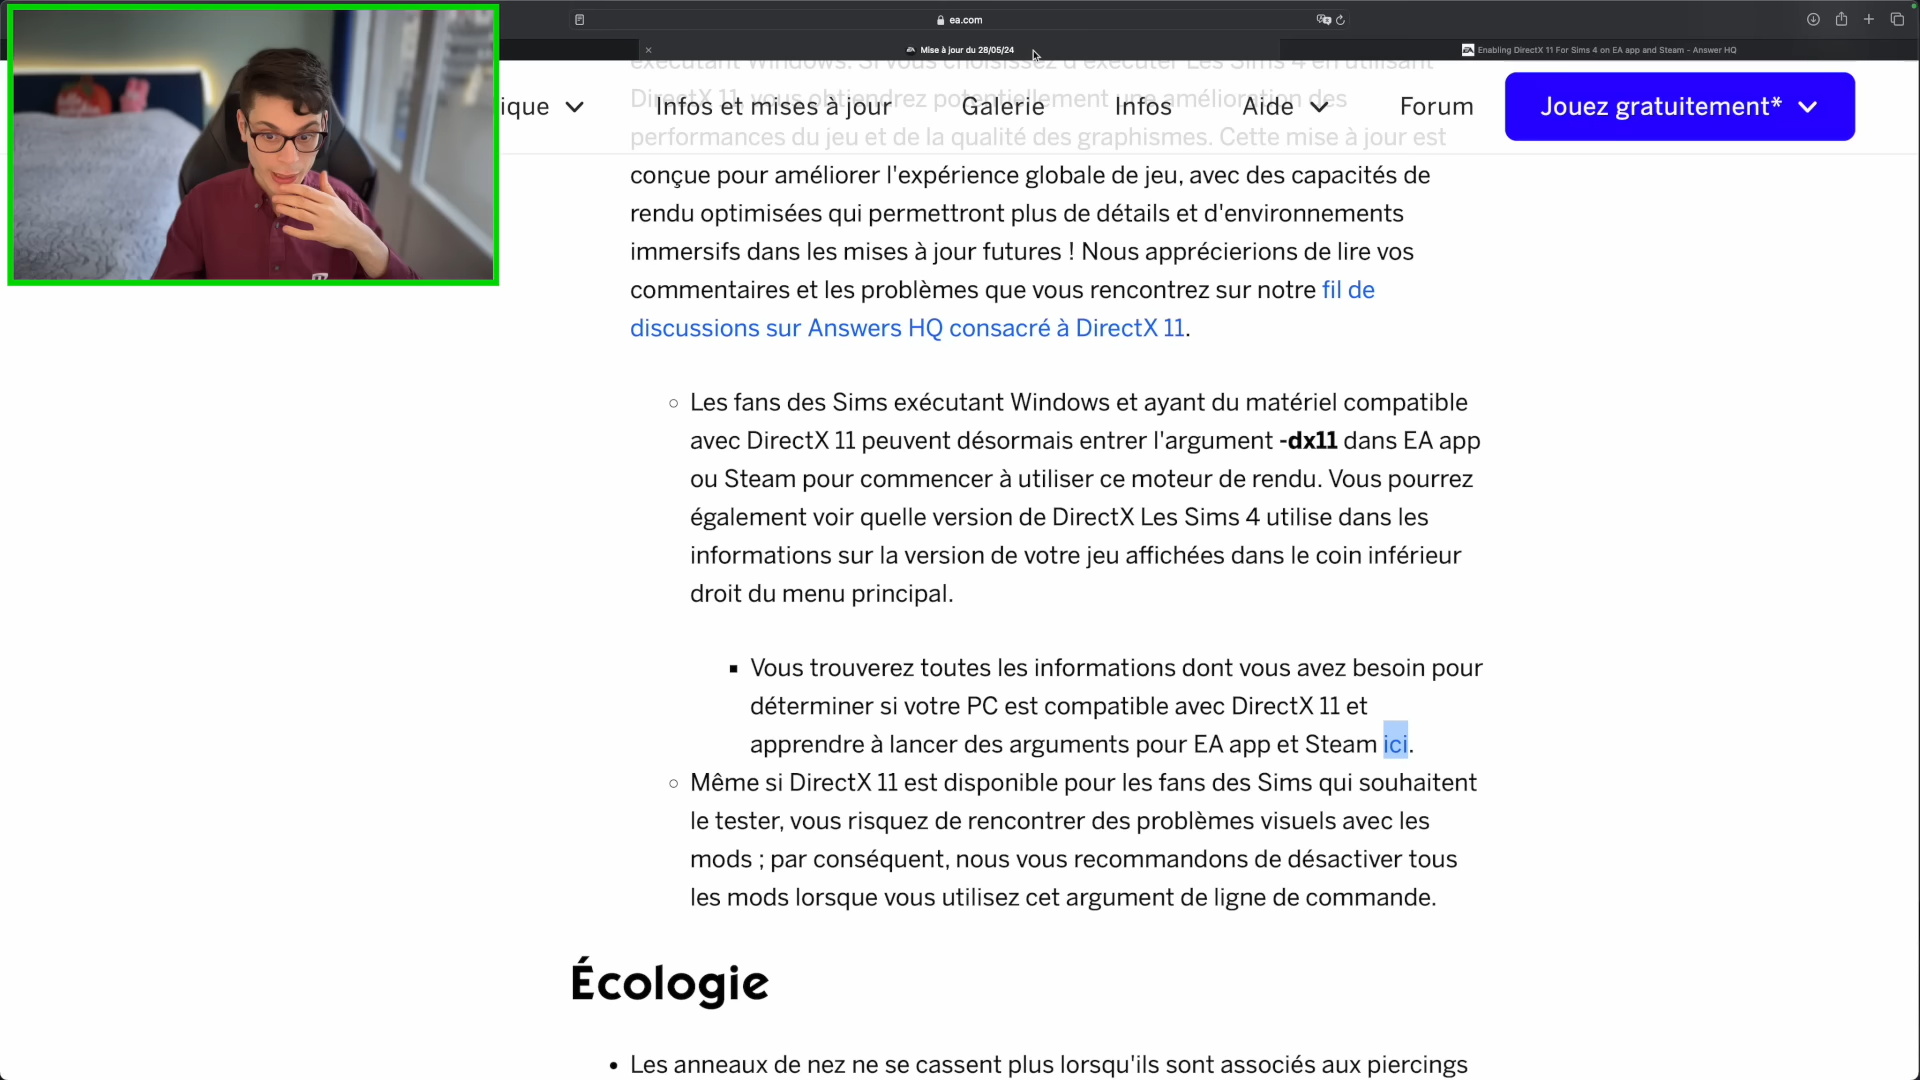 ea.com
Mise à jour du 28/05/24
Enabling DirectX 11 For Sims 4 on EA app and Steam - Answer HQ
exécutant Windows. Si vous choisissez d'exécuter Les Sims 4 en utilisant
ique
Infos et mises à jour
Galerie
Infos
Aide
Forum
Jouez gratuitement*
DirectX 11, vous obtiendrez potentiellement une amélioration des
performances du jeu et de la qualité des graphismes. Cette mise à jour est
conçue pour améliorer l'expérience globale de jeu, avec des capacités de
rendu optimisées qui permettront plus de détails et d'environnements
immersifs dans les mises à jour futures ! Nous apprécierions de lire vos
commentaires et les problèmes que vous rencontrez sur notre fil de
discussions sur Answers HQ consacré à DirectX 11.
Les fans des Sims exécutant Windows et ayant du matériel compatible
avec DirectX 11 peuvent désormais entrer l'argument -dx11 dans EA app
ou Steam pour commencer à utiliser ce moteur de rendu. Vous pourrez
également voir quelle version de DirectX Les Sims 4 utilise dans les
informations sur la version de votre jeu affichées dans le coin inférieur
droit du menu principal.
Vous trouverez toutes les informations dont vous avez besoin pour
déterminer si votre PC est compatible avec DirectX 11 et
apprendre à lancer des arguments pour EA app et Steam ici.
Même si DirectX 11 est disponible pour les fans des Sims qui souhaitent
le tester, vous risquez de rencontrer des problèmes visuels avec les
mods ; par conséquent, nous vous recommandons de désactiver tous
les mods lorsque vous utilisez cet argument de ligne de commande.
Écologie
Les anneaux de nez ne se cassent plus lorsqu'ils sont associés aux piercings